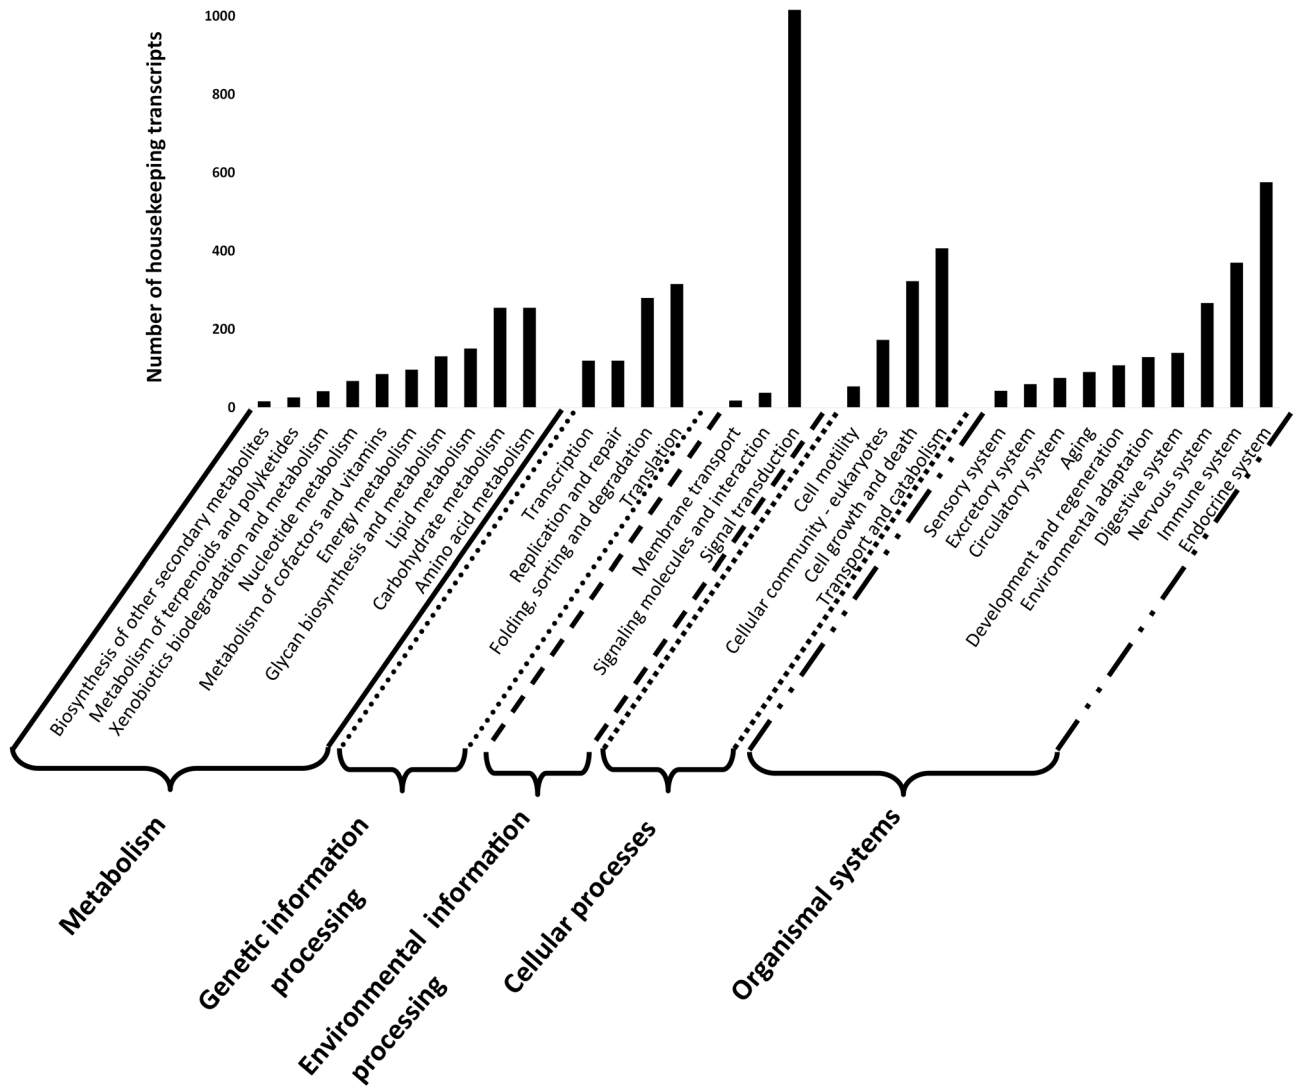 Number of housekeeping transcripts
1000
800
600
400
200
0
Biosynthesis of other secondary metabolites
Metabolism of terpenoids and polyketides
Xenobiotics biodegradation and metabolism
Nucleotide metabolism
Metabolism of cofactors and vitamins
Energy metabolism
Glycan biosynthesis and metabolism
Lipid metabolism
Carbohydrate metabolism
Amino acid metabolism
Transcription
Replication and repair
Folding, sorting and degradation
Translation
Membrane transport
Signaling molecules and interaction
Signal transduction
Cell motility
Cellular community - eukaryotes
Cell growth and death
Transport and catabolism
Sensory system
Excretory system
Circulatory system
Aging
Development and regeneration
Environmental adaptation
Digestive system
Nervous system
Immune system
Endocrine system
Metabolism
Genetic information
processing
Environmental information
processing
Cellular processes
Organismal systems